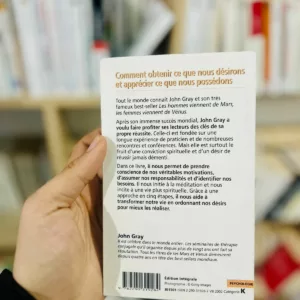 Comment obtenir ce que nous désirons
et apprécier ce que nous possédons
Tout le monde connaît John Gray et son très
fameux best-seller Les hommes viennent de Mars,
les femmes viennent de Vénus
Après son immense succès mondial, John Gray a
voulu faire profiter ses lecteurs des clés de sa
propre réussite. Celle-ci est fondée sur une
longue expérience de praticien et de nombreuses
rencontres et conférences. Mais elle est surtout le
fruit d'une conviction spirituelle et d'un désir de
réussir jamais démenti.
Dans ce livre, il nous permet de prendre
conscience de nos véritables motivations,
d'assumer nos responsabilités et d'identifier nos
besoins. Il nous initie à la méditation et nous
invite à une vie plus spirituelle. Grâce à une
approche en cinq étapes, il nous aide à
transformer notre vie en ordonnant nos désirs
pour mieux les réaliser.
John Gray
Édition intégrale
K